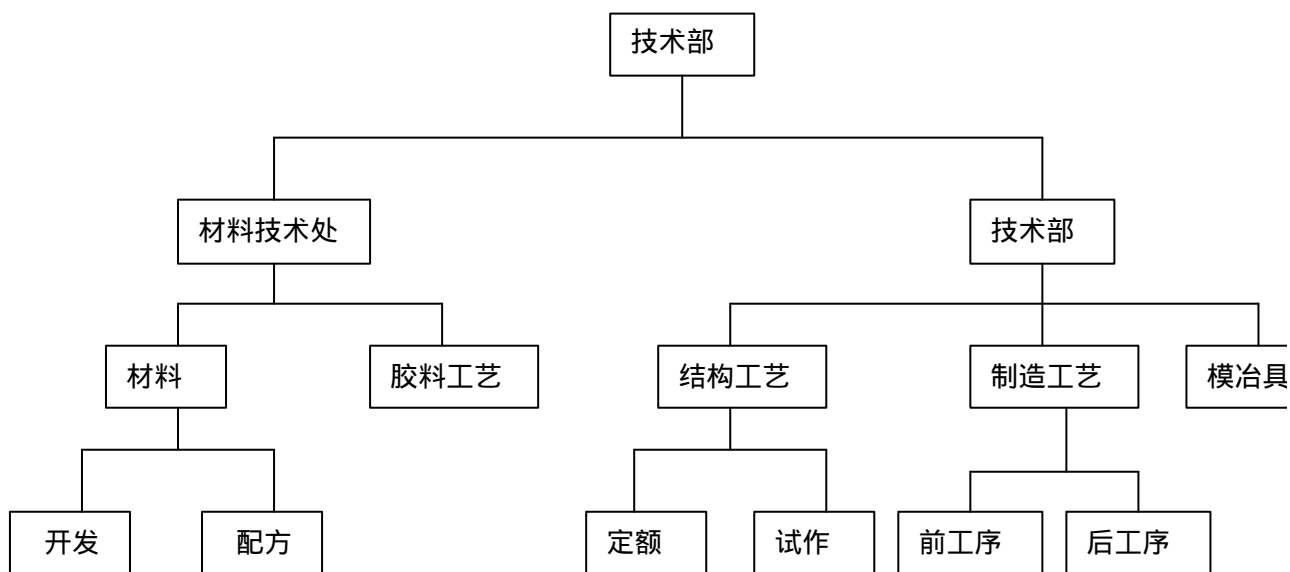 技术部
材料技术处
技术部
材料
胶料工艺
结构工艺
制造工艺
模冶具
开发
配方
定额
试作
前工序
后工序